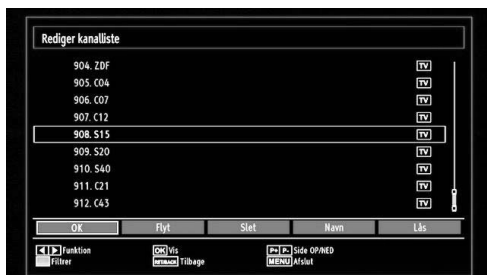 Rediger kanalliste
904. ZDF TV
905. C04 TV
906. C07 TV
907. C12 TV
908. S15 TV
909. S20 TV
910. S40 TV
911. C21 TV
912. C43 TV
OK Flyt Slet Navn Lås
Funktion OK Vis P+ P- Side OP/NED
Filtrer RET/BACK Tilbage MENU Afslut